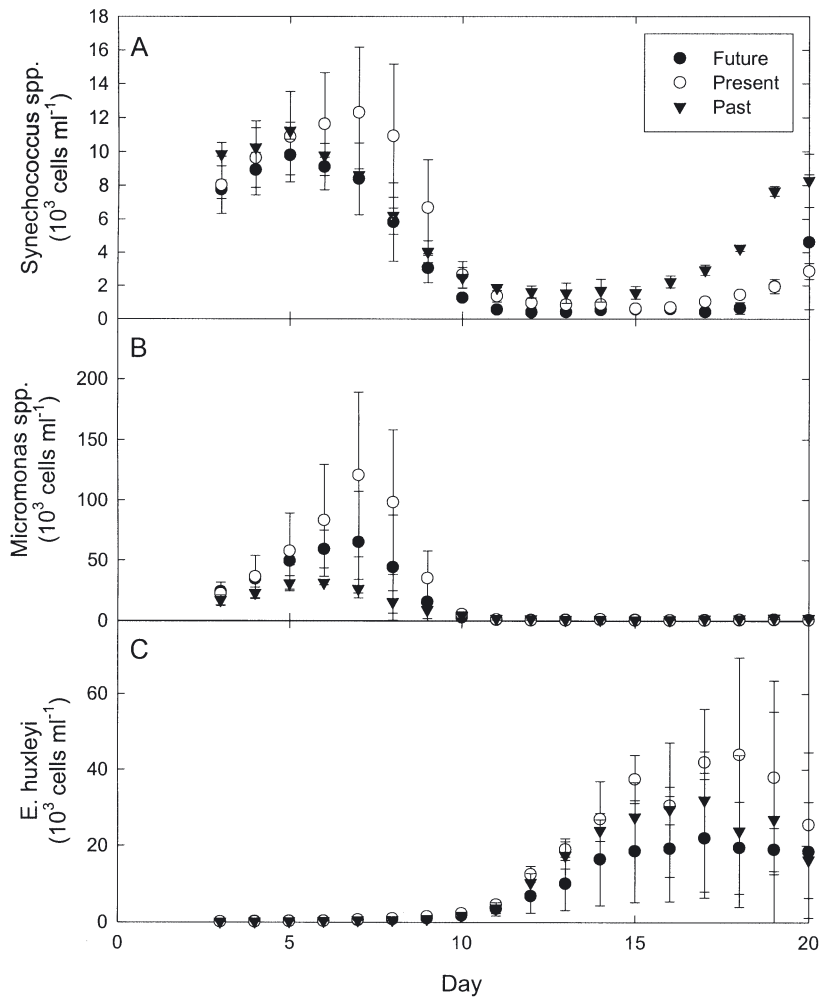 18
16
14
12
10
8
6
4
2
0
Synechococcus spp.
(10³ cells ml⁻¹)
A
Future
Present
Past
200
150
100
50
0
Micromonas spp.
(10³ cells ml⁻¹)
B
60
40
20
0
E. huxleyi
(10³ cells ml⁻¹)
C
0 5 10 15 20
Day